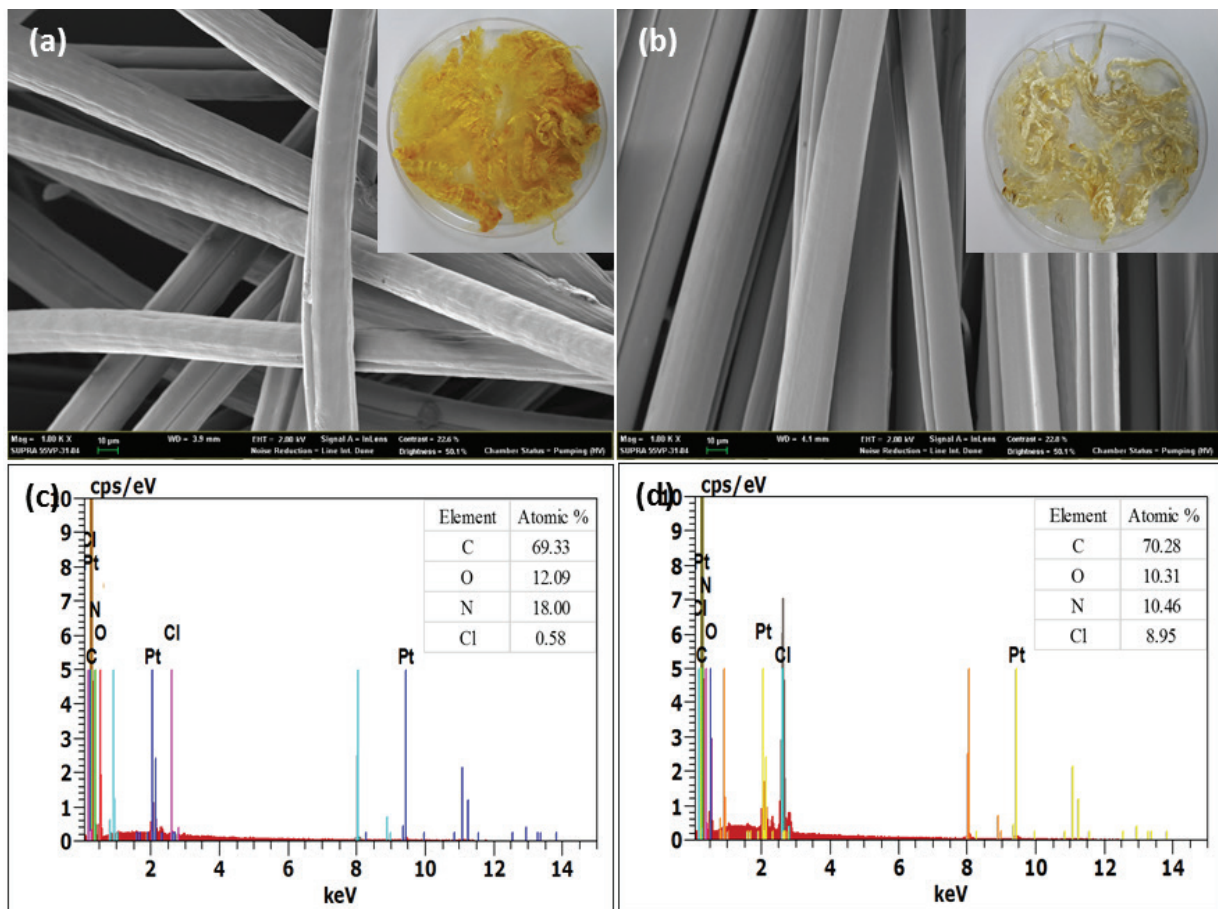 (a)
(b)
Mag = 1.00 K X 10 µm WD = 3.9 mm EHT = 2.00 kV Signal A = InLens Contrast = 22.6 %
SUPRA 55VP-31-84 Noise Reduction = Line Int. Done Brightness = 50.1 % Chamber Status = Pumping (HV)
Mag = 1.00 K X 10 µm WD = 4.1 mm EHT = 2.00 kV Signal A = InLens Contrast = 22.8 %
SUPRA 55VP-31-84 Noise Reduction = Line Int. Done Brightness = 50.1 % Chamber Status = Pumping (HV)
(c)
cps/eV
10
9
8
7
6
5
4
3
2
1
0
Cl
Pt
N
O
C
Pt
Cl
Pt
Element Atomic %
C 69.33
O 12.09
N 18.00
Cl 0.58
2 4 6 8 10 12 14
keV
(d)
cps/eV
10
9
8
7
6
5
4
3
2
1
0
Pt
N
Cl
O
C
Pt
Cl
Pt
Element Atomic %
C 70.28
O 10.31
N 10.46
Cl 8.95
2 4 6 8 10 12 14
keV